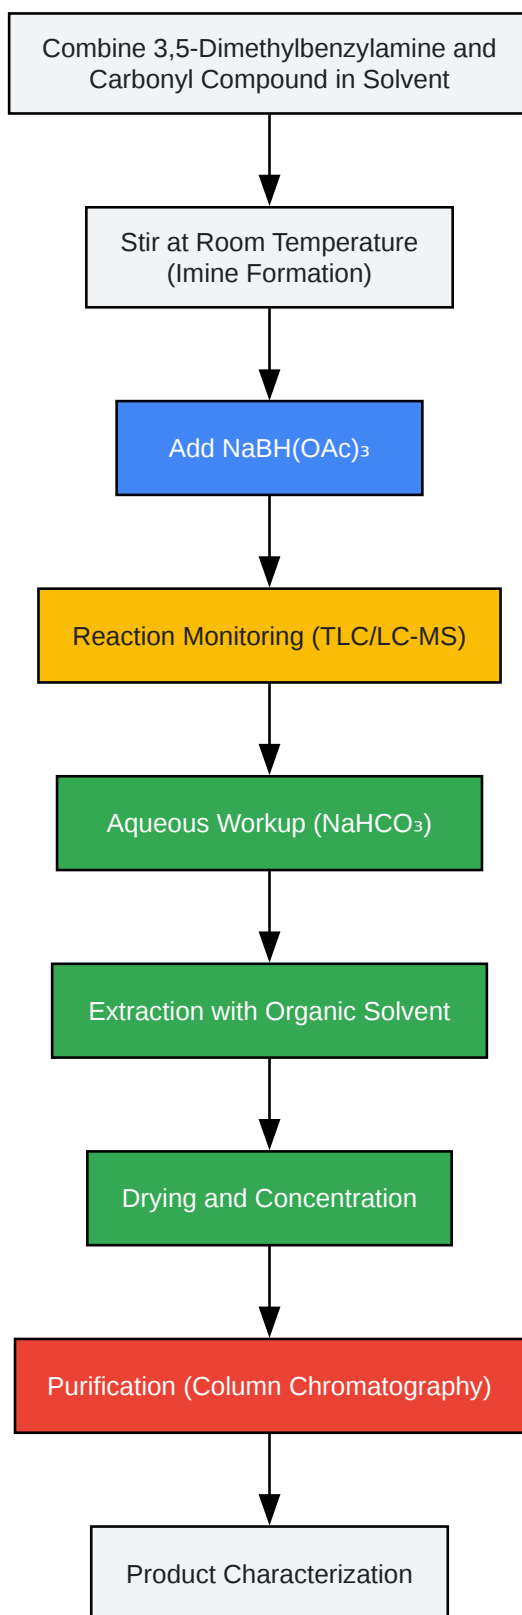 Combine 3,5-Dimethylbenzylamine and
Carbonyl Compound in Solvent
Stir at Room Temperature
(Imine Formation)
Add NaBH(OAc)₃
Reaction Monitoring (TLC/LC-MS)
Aqueous Workup (NaHCO₃)
Extraction with Organic Solvent
Drying and Concentration
Purification (Column Chromatography)
Product Characterization